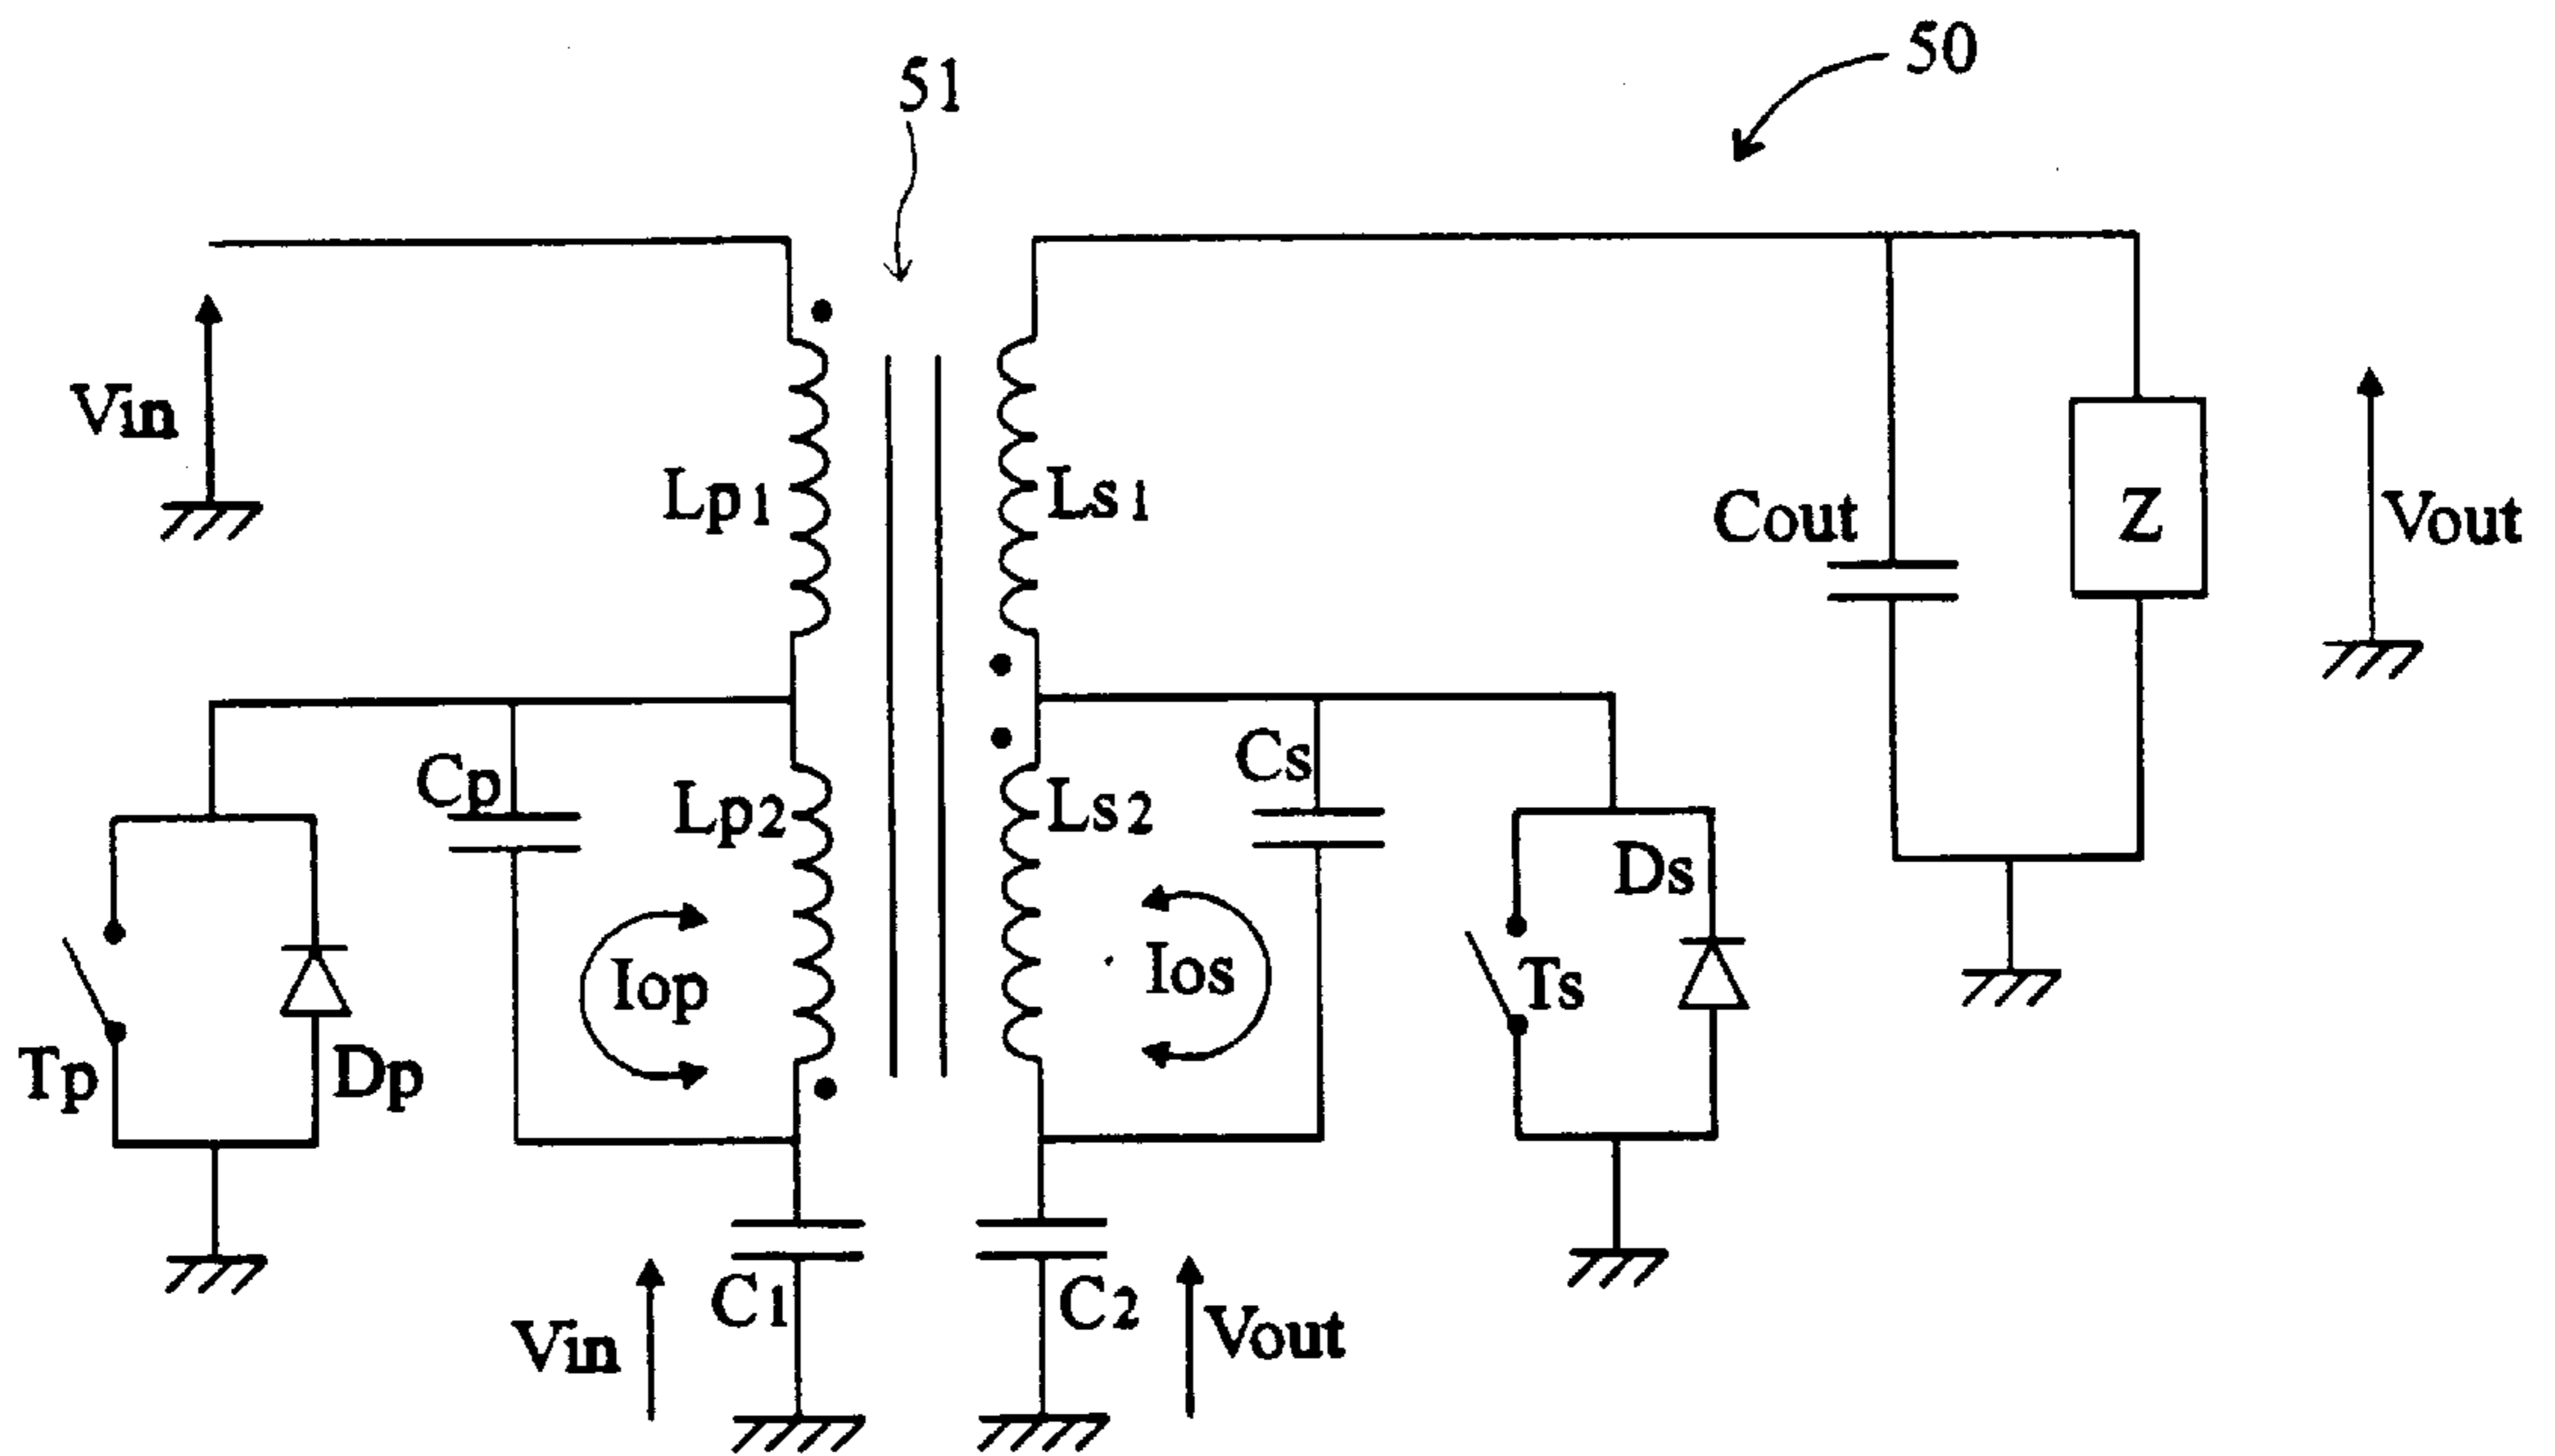 50
51
Vin
Lp1
Ls1
Cout
Z
Vout
Cp
Lp2
Ls2
Cs
Ds
Iop
Ios
Ts
Tp
Dp
C1
C2
Vin
Vout